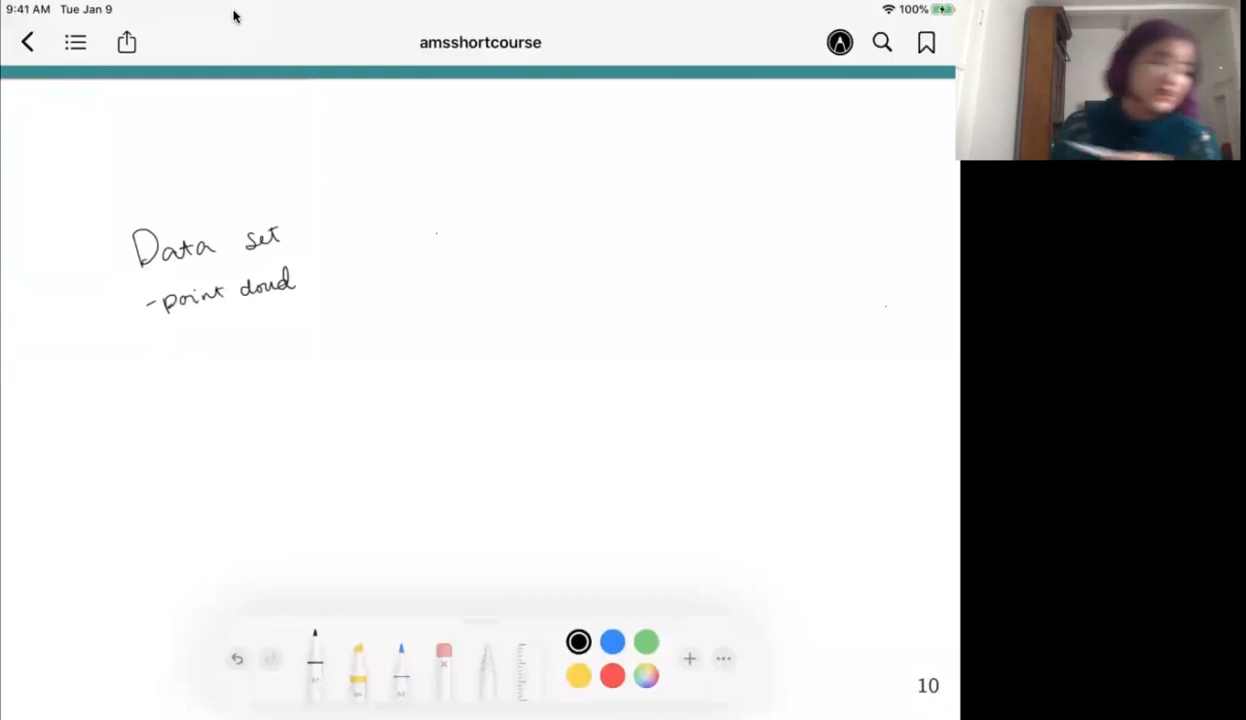 9:41 AM Tue Jan 9
100%
amsshortcourse
Data set
-point cloud
10